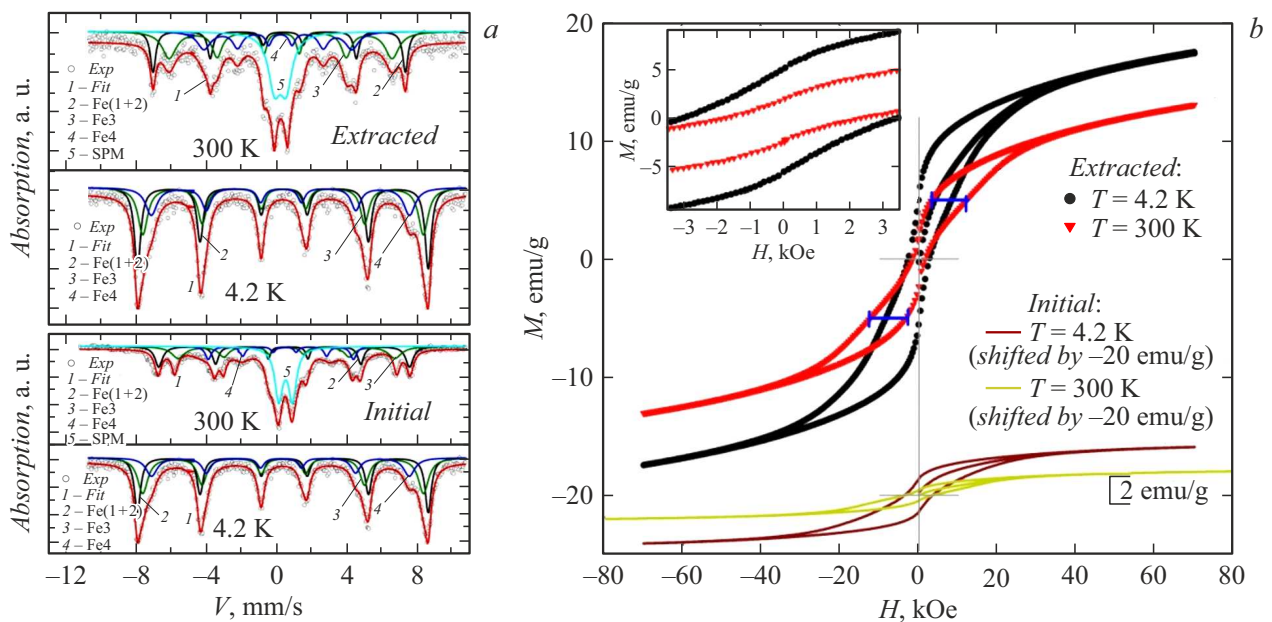 a
Absorption, a. u.
Exp
1 – Fit
2 – Fe(1+2)
3 – Fe3
4 – Fe4
5 – SPM
300 K
Extracted
1
4
5
3
2
Exp
1 – Fit
2 – Fe(1+2)
3 – Fe3
4 – Fe4
4.2 K
1
2
3
4
Absorption, a. u.
Exp
1 – Fit
2 – Fe(1+2)
3 – Fe3
4 – Fe4
5 – SPM
300 K
Initial
1
4
5
2
3
Exp
1 – Fit
2 – Fe(1+2)
3 – Fe3
4 – Fe4
4.2 K
2
1
3
4
–12 –8 –4 0 4 8
V, mm/s
b
M, emu/g
20
10
0
–10
–20
M, emu/g
5
0
–5
–3 –2 –1 0 1 2 3
H, kOe
Extracted:
T = 4.2 K
T = 300 K
Initial:
T = 4.2 K
(shifted by –20 emu/g)
T = 300 K
(shifted by –20 emu/g)
2 emu/g
–80 –60 –40 –20 0 20 40 60 80
H, kOe